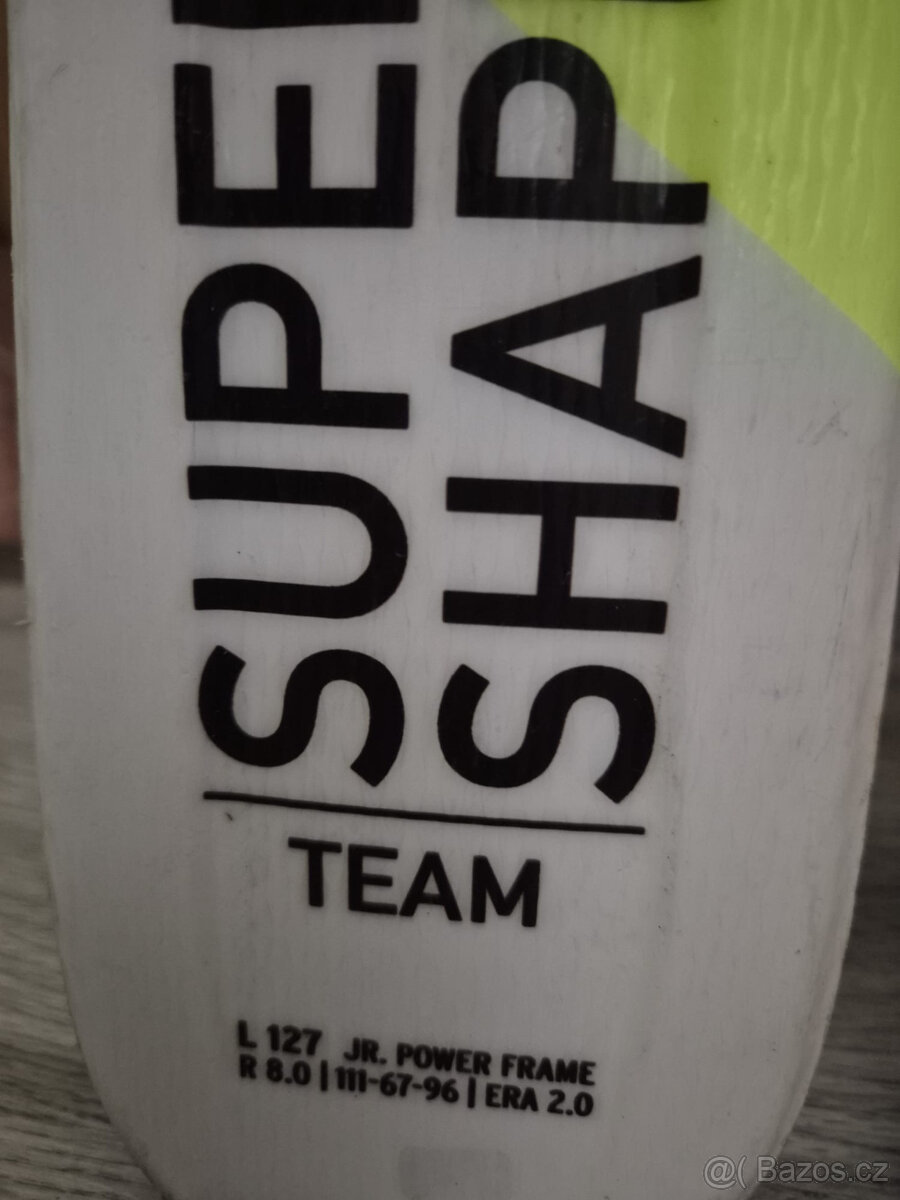 SUPE
SHAP
TEAM
L 127 JR. POWER FRAME
R 8.0 | 111-67-96 | ERA 2.0
@( Bazos.cz